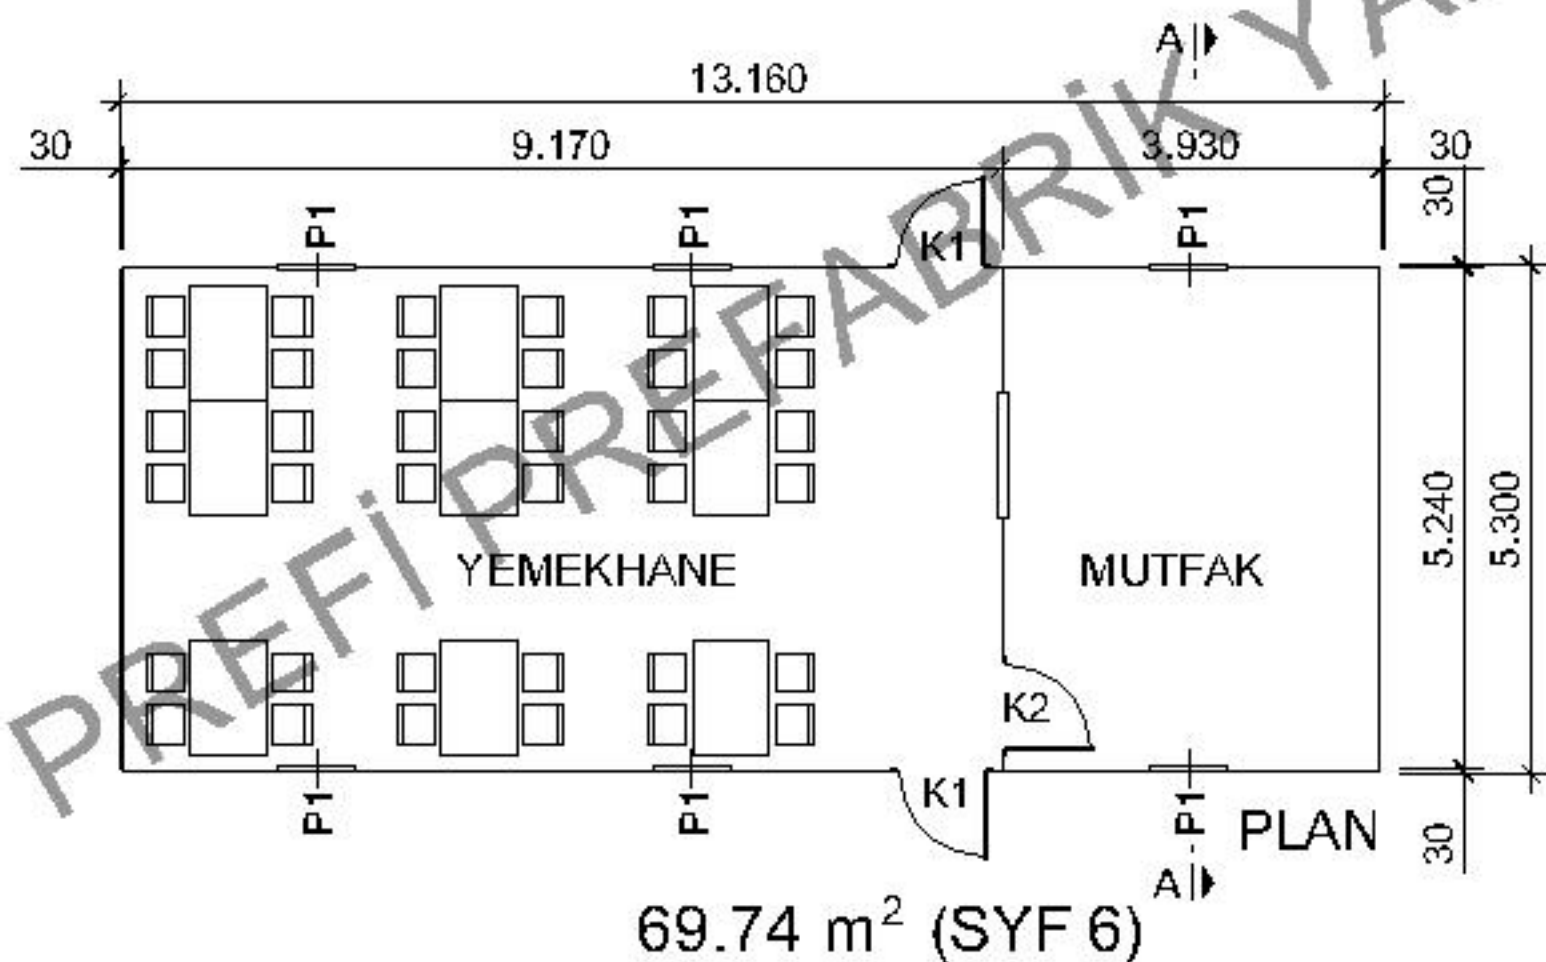 A
13.160
30
9.170
3.930
30
30
P1
P1
K1
P1
PREFİ PREFABRİK YA
5.240
5.300
YEMEKHANE
MUTFAK
K2
K1
P1
P1
P1
PLAN
30
A
69.74 m² (SYF 6)